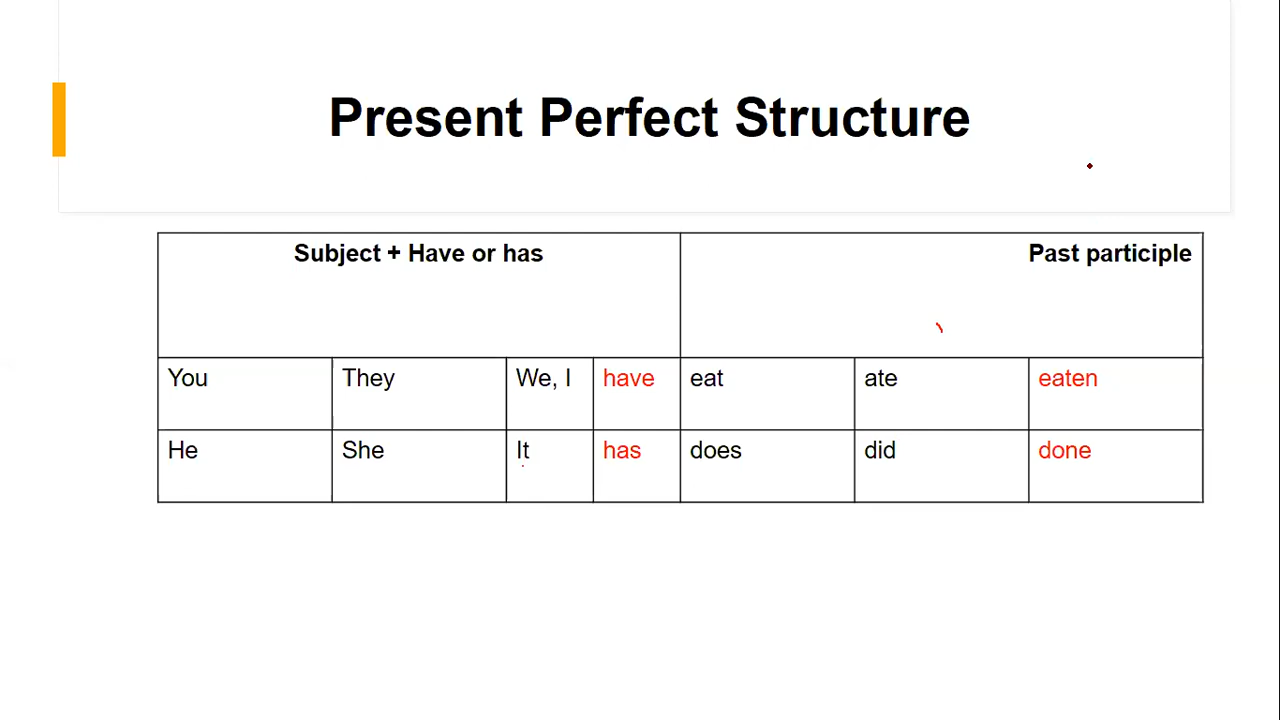 Present Perfect Structure
Subject + Have or has Past participle
You They We, I have eat ate eaten
He She It has does did done